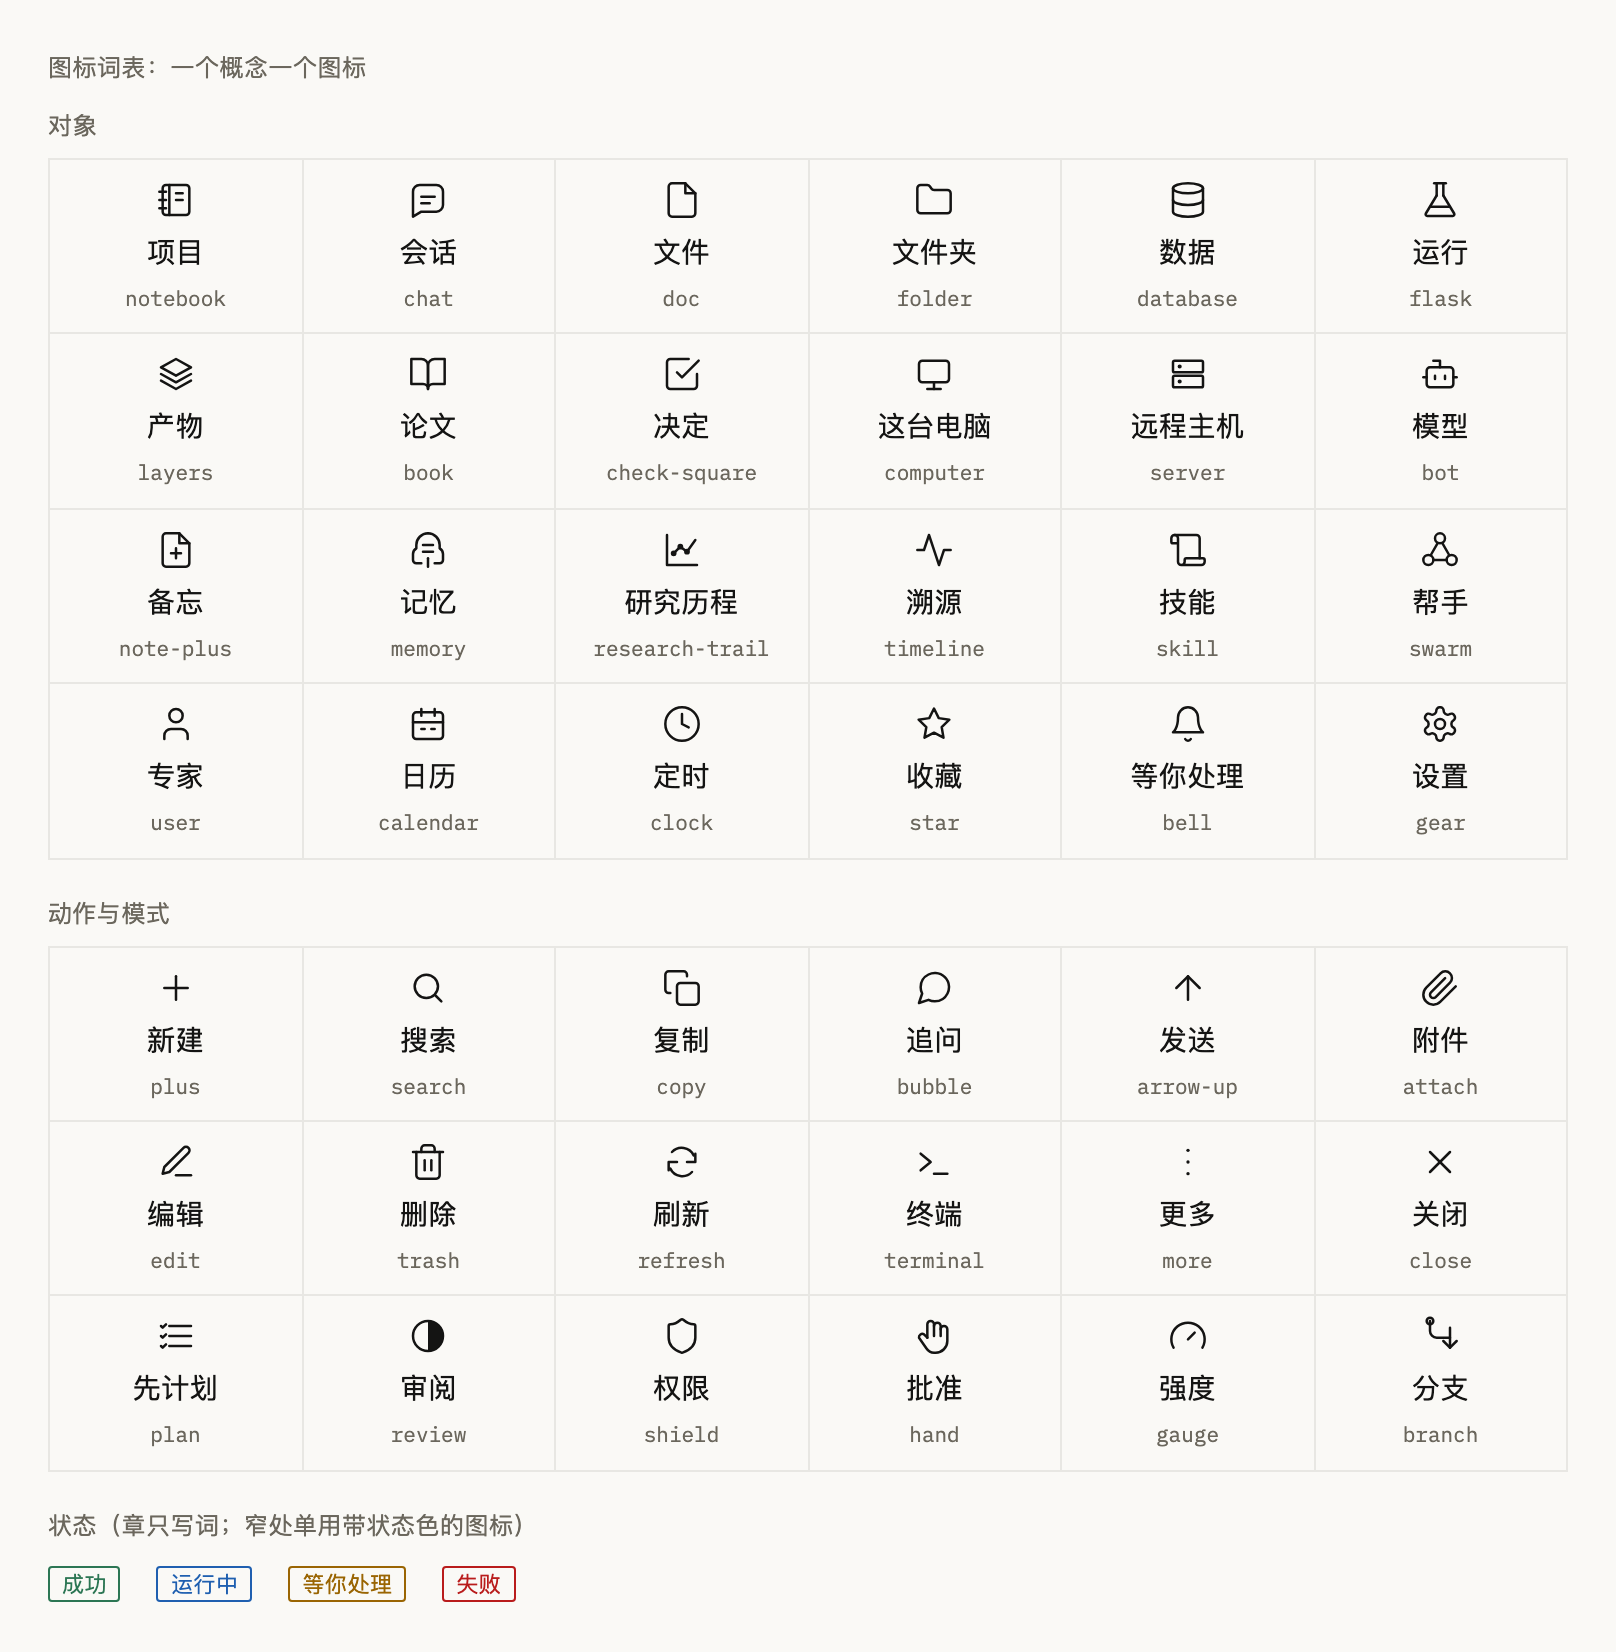 图标词表：一个概念一个图标
对象
项目 会话 文件 文件夹 数据 运行
notebook chat doc folder database flask
产物 论文 决定 这台电脑 远程主机 模型
layers book check-square computer server bot
备忘 记忆 研究历程 溯源 技能 帮手
note-plus memory research-trail timeline skill swarm
专家 日历 定时 收藏 等你处理 设置
user calendar clock star bell gear
动作与模式
新建 搜索 复制 追问 发送 附件
plus search copy bubble arrow-up attach
编辑 删除 刷新 终端 更多 关闭
edit trash refresh terminal more close
先计划 审阅 权限 批准 强度 分支
plan review shield hand gauge branch
状态（章只写词；窄处单用带状态色的图标）
成功 运行中 等你处理 失败